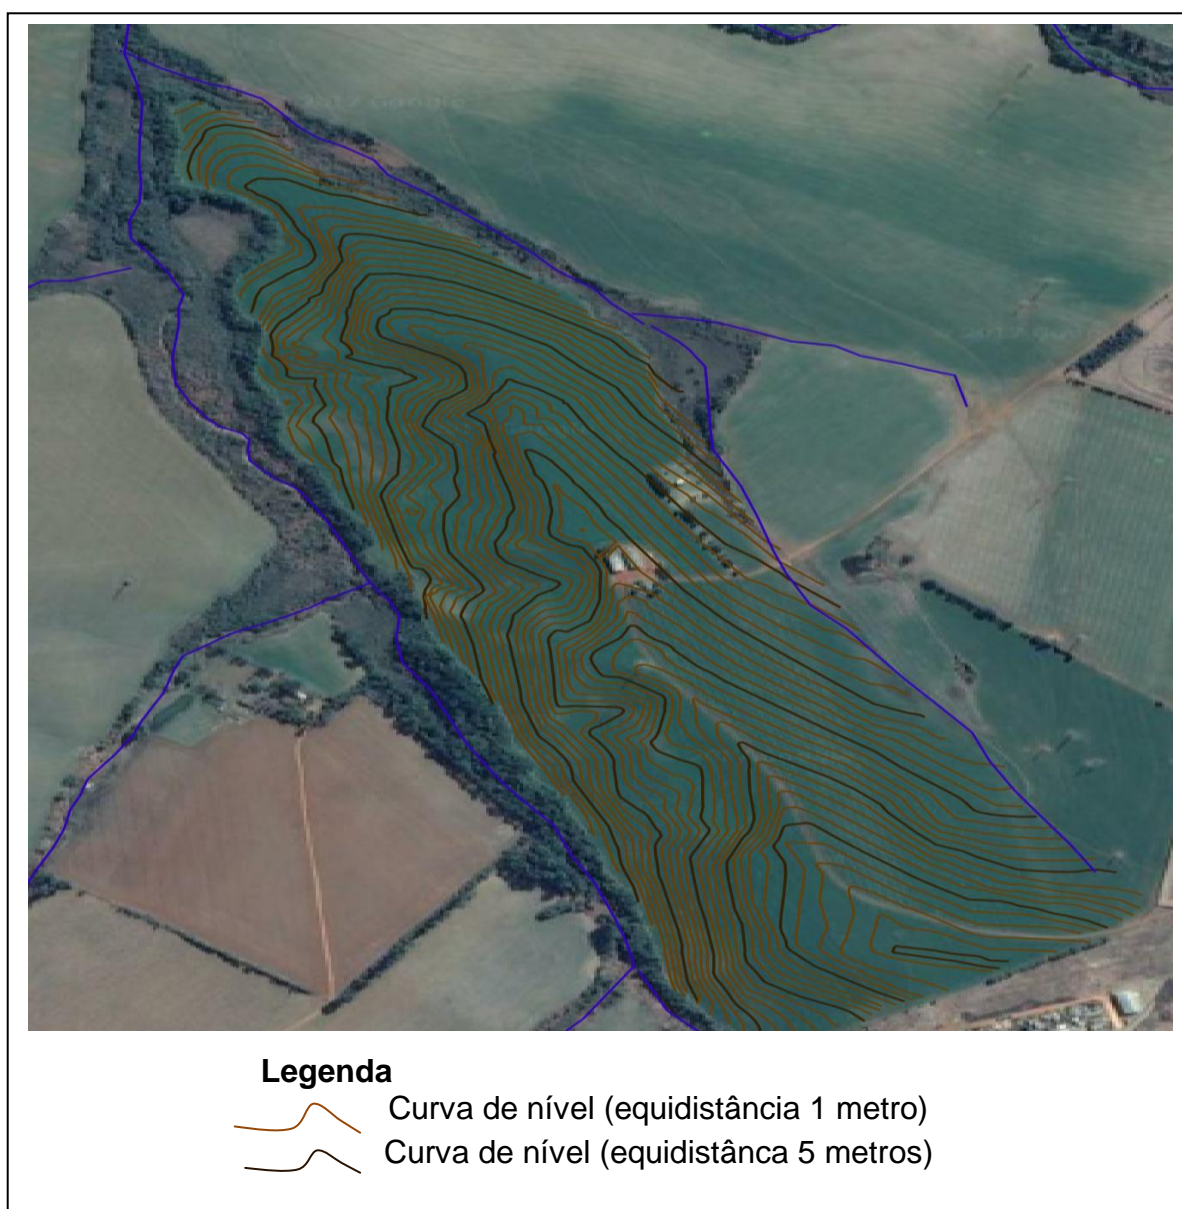 Legenda
Curva de nível (equidistância 1 metro)
Curva de nível (equidistânca 5 metros)